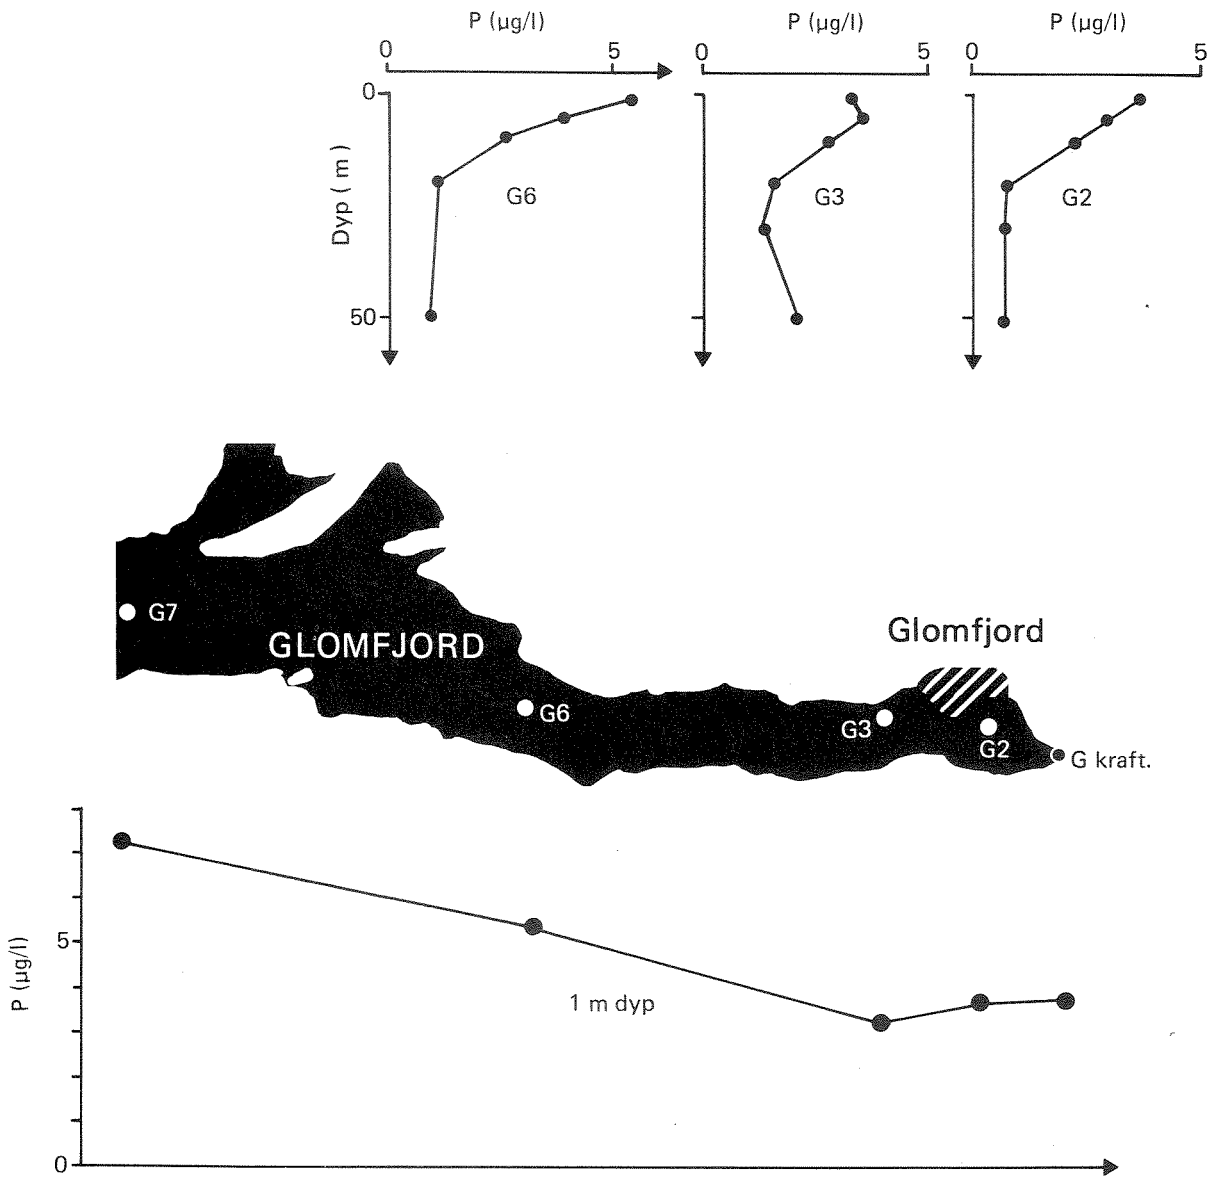 P (µg/l) P (µg/l) P (µg/l)
0 5 0 5 0 5
0
Dyp ( m )
G6 G3 G2
50
G7
GLOMFJORD
Glomfjord
G6
G3
G2
G kraft.
P (µg/l)
5
1 m dyp
0